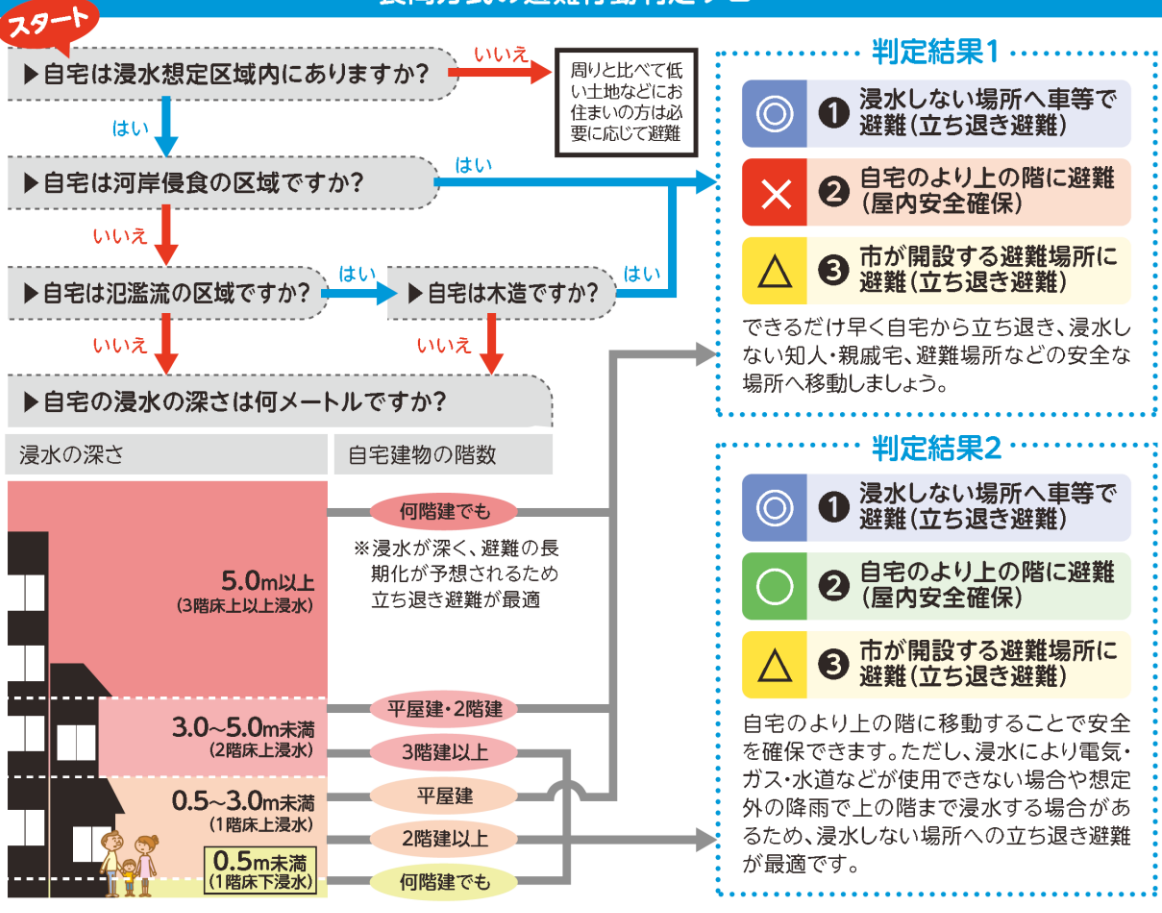 スタート
▶自宅は浸水想定区域内にありますか?
いいえ
周りと比べて低
い土地などにお
住まいの方は必
要に応じて避難
はい
▶自宅は河岸侵食の区域ですか?
はい
いいえ
▶自宅は氾濫流の区域ですか?
はい
▶自宅は木造ですか?
はい
いいえ
いいえ
▶自宅の浸水の深さは何メートルですか?
浸水の深さ
自宅建物の階数
5.0m以上
(3階床上以上浸水)
何階建でも
※浸水が深く、避難の長
期化が予想されるため
立ち退き避難が最適
3.0~5.0m未満
(2階床上浸水)
平屋建・2階建
3階建以上
0.5~3.0m未満
(1階床上浸水)
平屋建
2階建以上
0.5m未満
(1階床下浸水)
何階建でも
判定結果1
◎ ❶ 浸水しない場所へ車等で
避難(立ち退き避難)
× ❷ 自宅のより上の階に避難
(屋内安全確保)
△ ❸ 市が開設する避難場所に
避難(立ち退き避難)
できるだけ早く自宅から立ち退き、浸水し
ない知人・親戚宅、避難場所などの安全な
場所へ移動しましょう。
判定結果2
◎ ❶ 浸水しない場所へ車等で
避難(立ち退き避難)
○ ❷ 自宅のより上の階に避難
(屋内安全確保)
△ ❸ 市が開設する避難場所に
避難(立ち退き避難)
自宅のより上の階に移動することで安全
を確保できます。ただし、浸水により電気・
ガス・水道などが使用できない場合や想定
外の降雨で上の階まで浸水する場合があ
るため、浸水しない場所への立ち退き避難
が最適です。